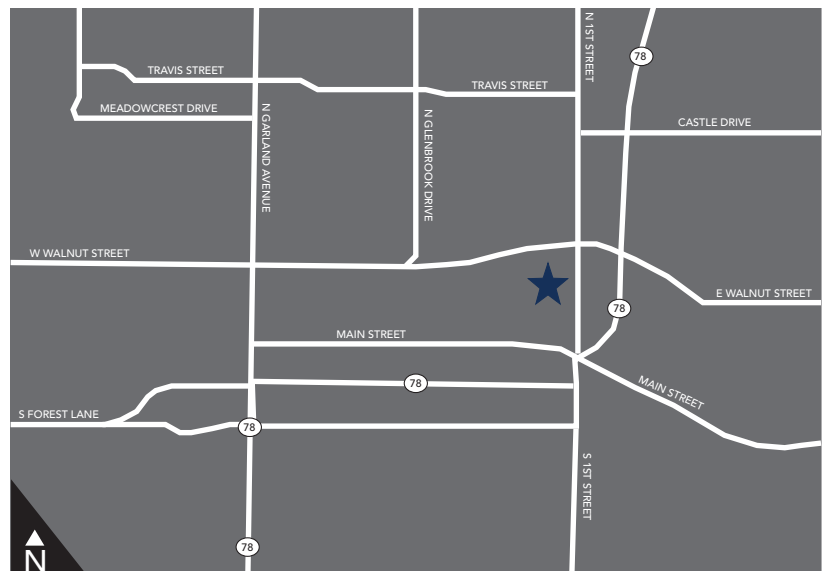 N 1ST STREET
78
TRAVIS STREET
TRAVIS STREET
MEADOWCREST DRIVE
N GARLAND AVENUE
N GLENBROOK DRIVE
CASTLE DRIVE
W WALNUT STREET
E WALNUT STREET
78
MAIN STREET
78
MAIN STREET
S FOREST LANE
78
S 1ST STREET
78
N